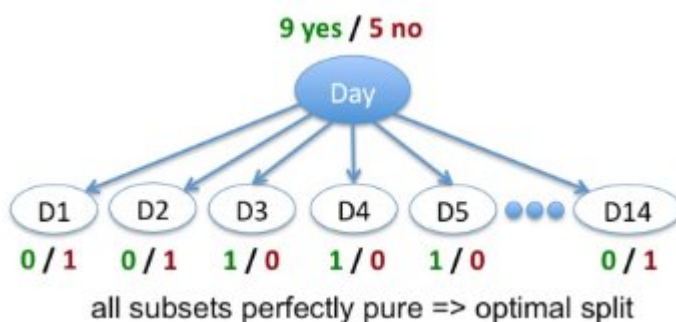 9 yes / 5 no
Day
D1 D2 D3 D4 D5 D14
0 / 1 0 / 1 1 / 0 1 / 0 1 / 0 0 / 1
all subsets perfectly pure => optimal split